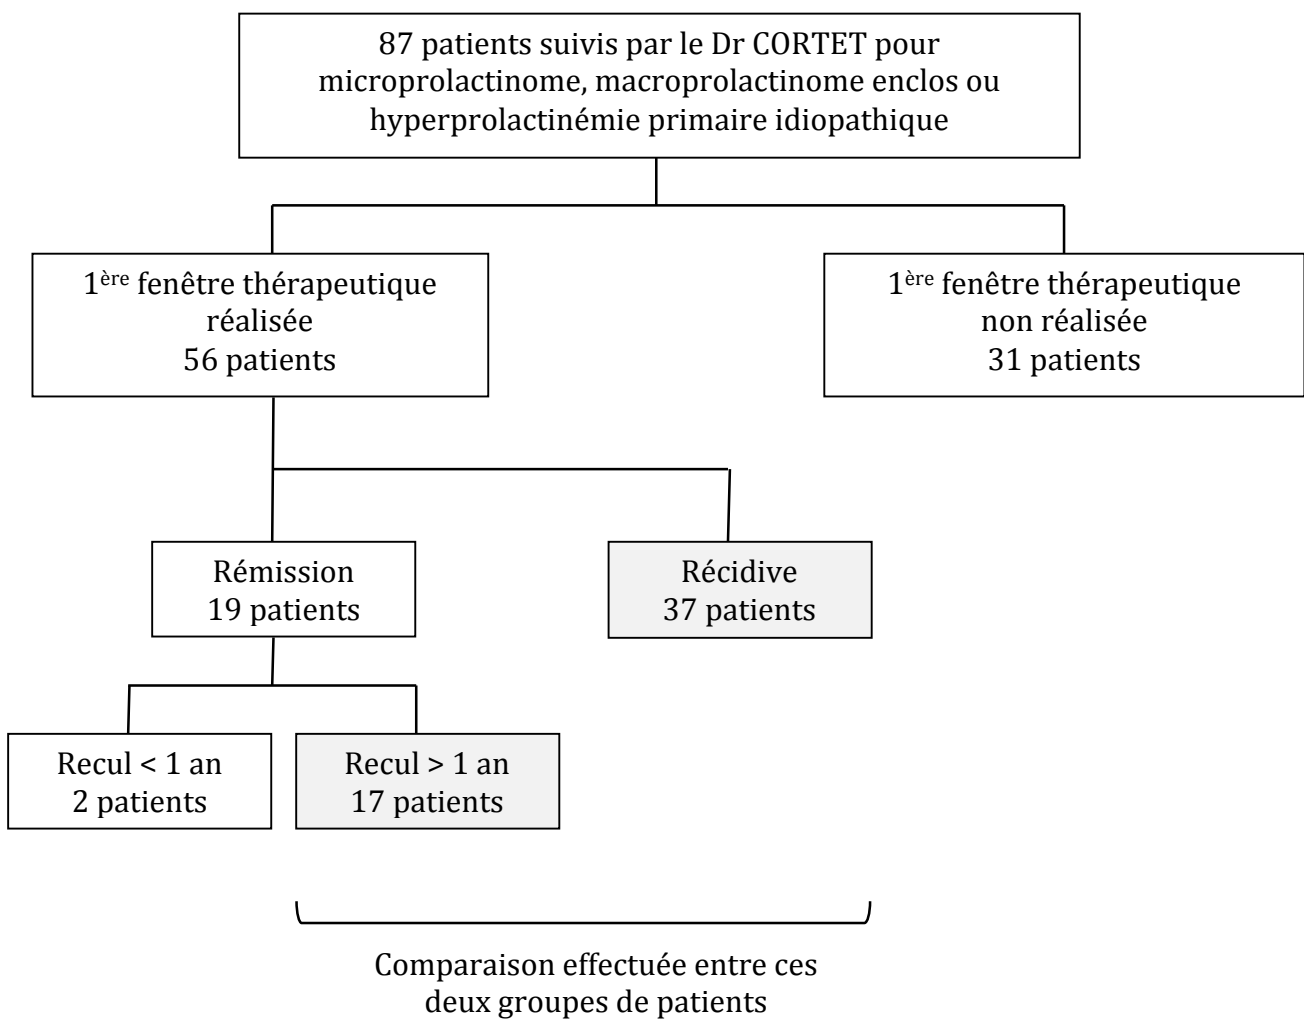 87 patients suivis par le Dr CORTET pour
microprolactinome, macroprolactinome enclos ou
hyperprolactinémie primaire idiopathique
1ère fenêtre thérapeutique
réalisée
56 patients
1ère fenêtre thérapeutique
non réalisée
31 patients
Rémission
19 patients
Récidive
37 patients
Recul < 1 an
2 patients
Recul > 1 an
17 patients
Comparaison effectuée entre ces
deux groupes de patients